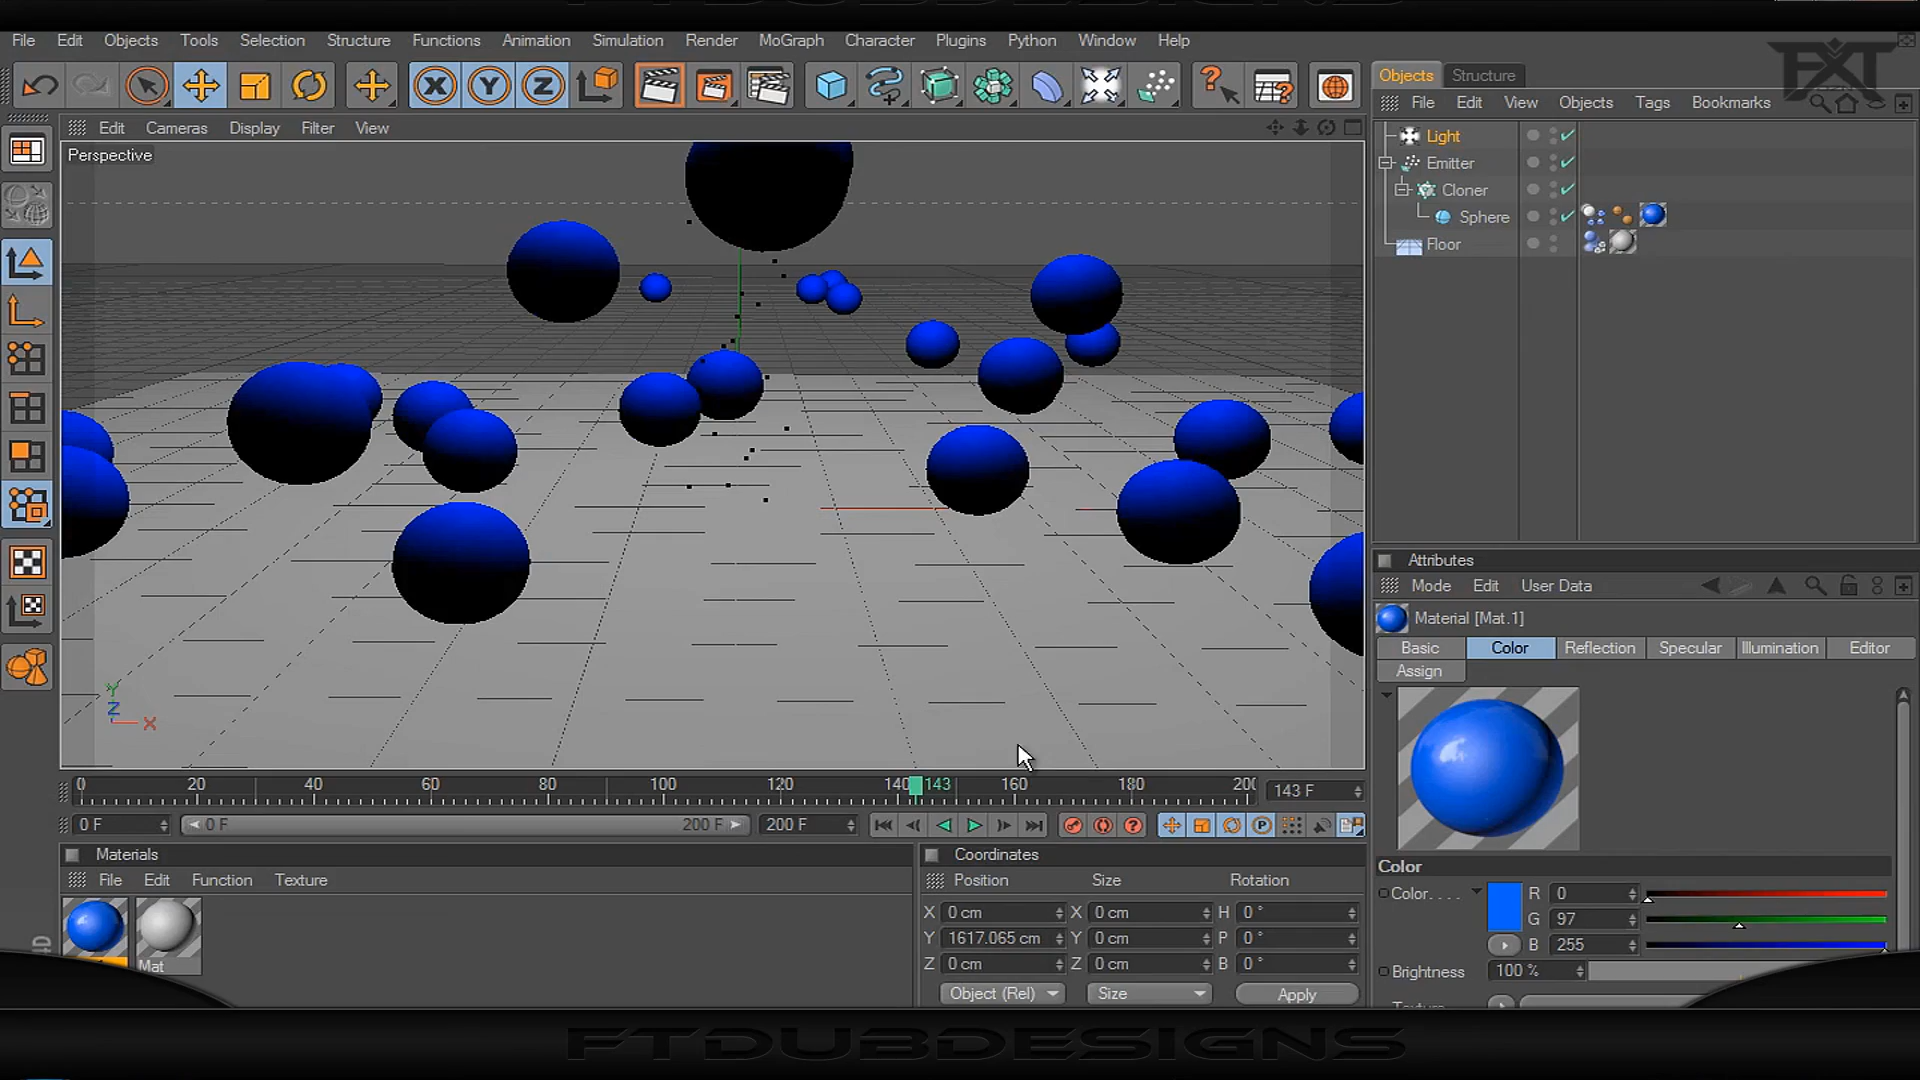 File Edit Objects Tools Selection Structure Functions Animation Simulation Render MoGraph Character Plugins Python Window Help
X Y Z
Edit Cameras Display Filter View
Perspective
Y
Z
X
0 20 40 60 80 100 120 140 143 160 180 200
143 F
0 F
0 F
200 F
200 F
Materials
File Edit Function Texture
Mat
Coordinates
Position Size Rotation
X 0 cm X 0 cm H 0 °
Y 1617.065 cm Y 0 cm P 0 °
Z 0 cm Z 0 cm B 0 °
Object (Rel) Size Apply
Objects Structure
File Edit View Objects Tags Bookmarks
Light
Emitter
Cloner
Sphere
Floor
Attributes
Mode Edit User Data
Material [Mat.1]
Basic Color Reflection Specular Illumination Editor
Assign
Color
Color. . . . R 0
G 97
B 255
Brightness 100 %
FTDUBDESIGNS